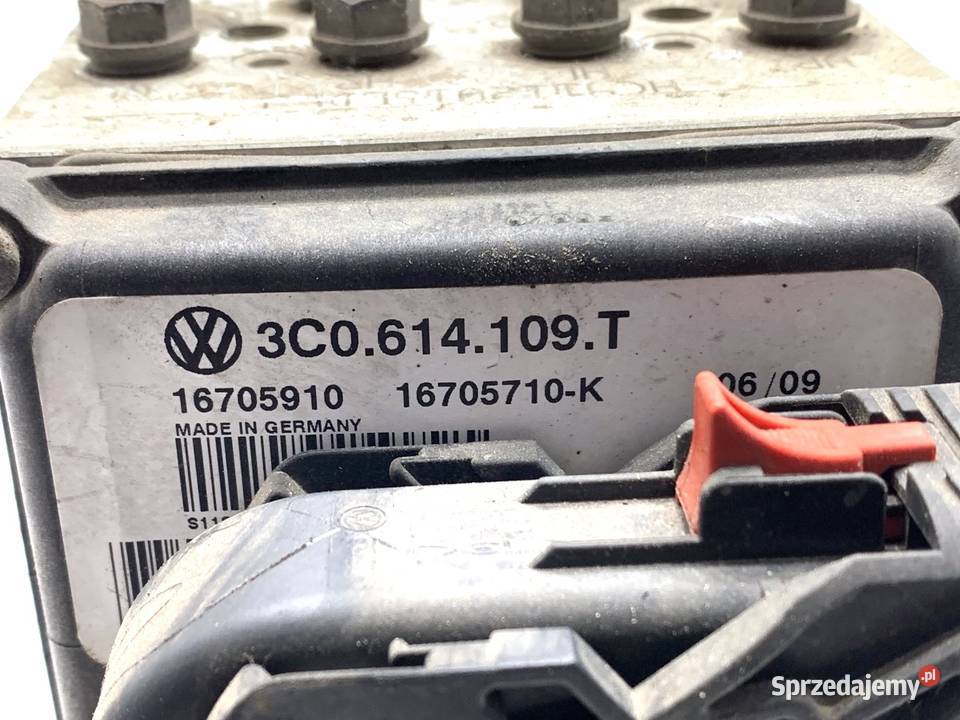 3C0.614.109.T
16705910 16705710-K 06/09
MADE IN GERMANY
Sprzedajemy.pl